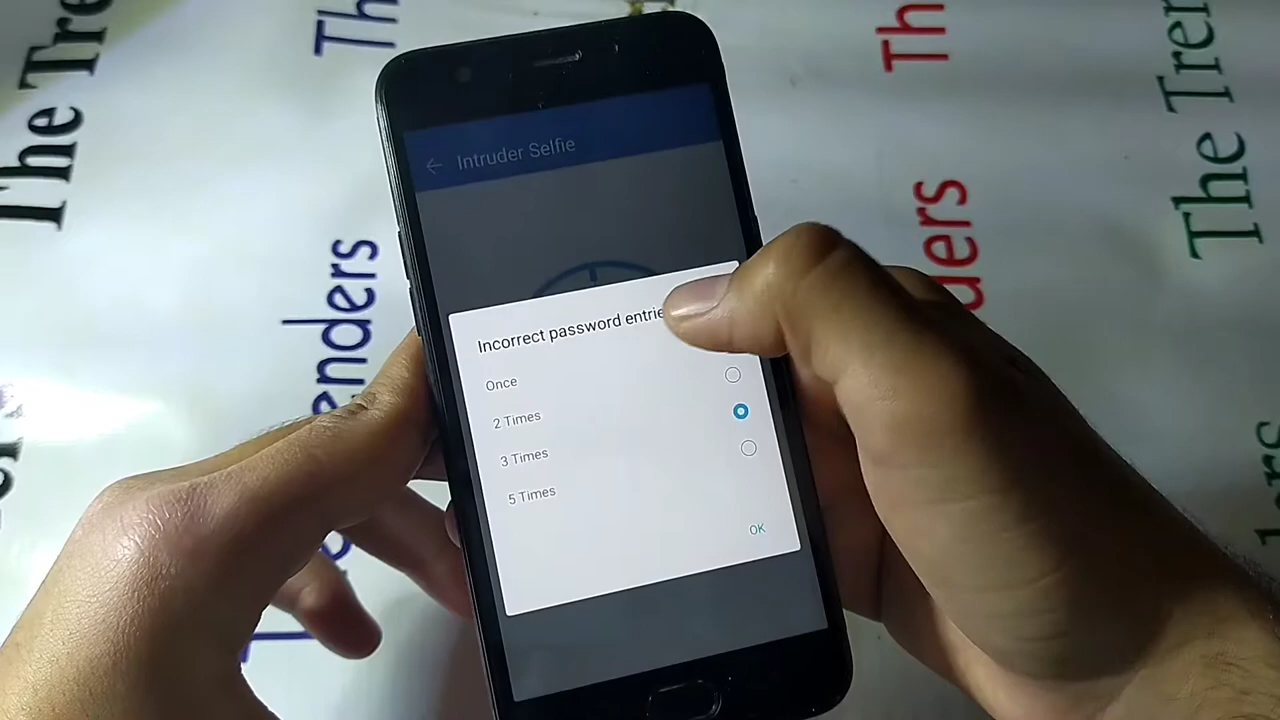 The Tre
Th
Th
The Tren
enders
ders
Intruder Selfie
Incorrect password entrie
Once
2 Times
3 Times
5 Times
OK